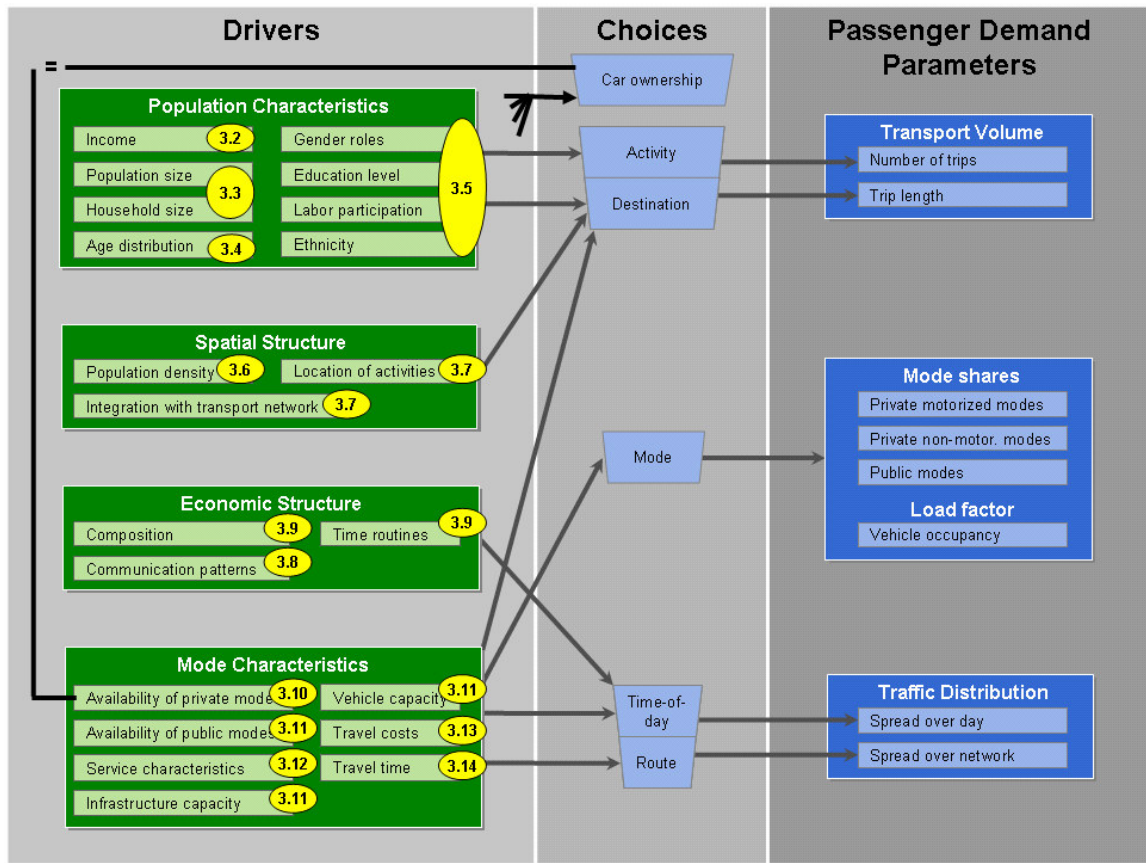 Drivers
Choices
Passenger Demand
Parameters
=
Car ownership
Population Characteristics
Income
3.2
Gender roles
Population size
3.3
Education level
3.5
Household size
Labor participation
Age distribution
3.4
Ethnicity
Activity
Destination
Transport Volume
Number of trips
Trip length
Spatial Structure
Population density
3.6
Location of activities
3.7
Integration with transport network
3.7
Mode
Mode shares
Private motorized modes
Private non-motor. modes
Public modes
Load factor
Vehicle occupancy
Economic Structure
Composition
3.9
Time routines
3.9
Communication patterns
3.8
Mode Characteristics
Availability of private mode
3.10
Vehicle capacity
3.11
Availability of public modes
3.11
Travel costs
3.13
Service characteristics
3.12
Travel time
3.14
Infrastructure capacity
3.11
Time-of-
day
Route
Traffic Distribution
Spread over day
Spread over network